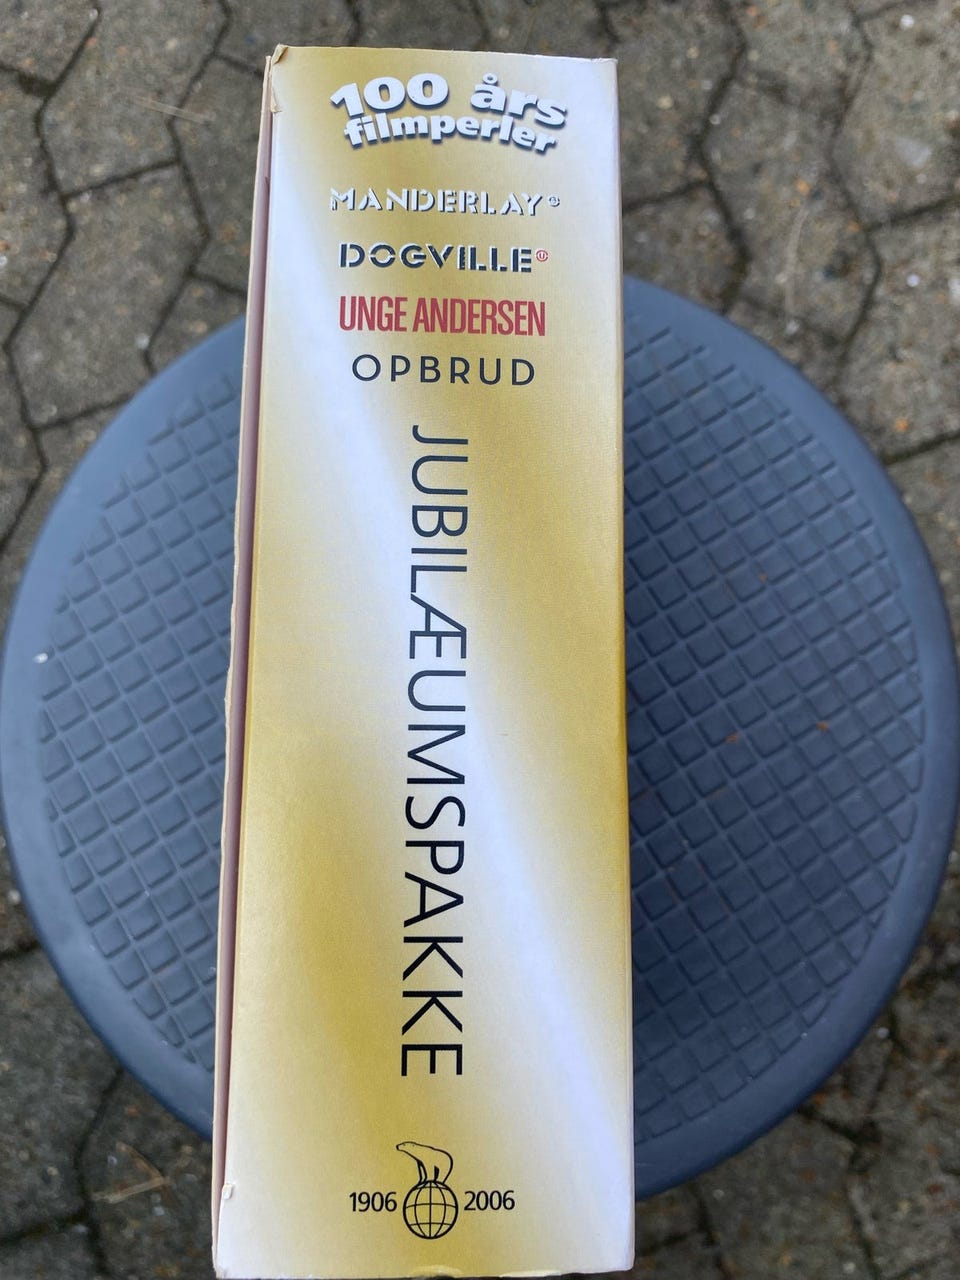 100 års
filmperler
MANDERLAY
DOGVILLE
UNGE ANDERSEN
OPBRUD
JUBILÆUMSPAKKE
1906 2006